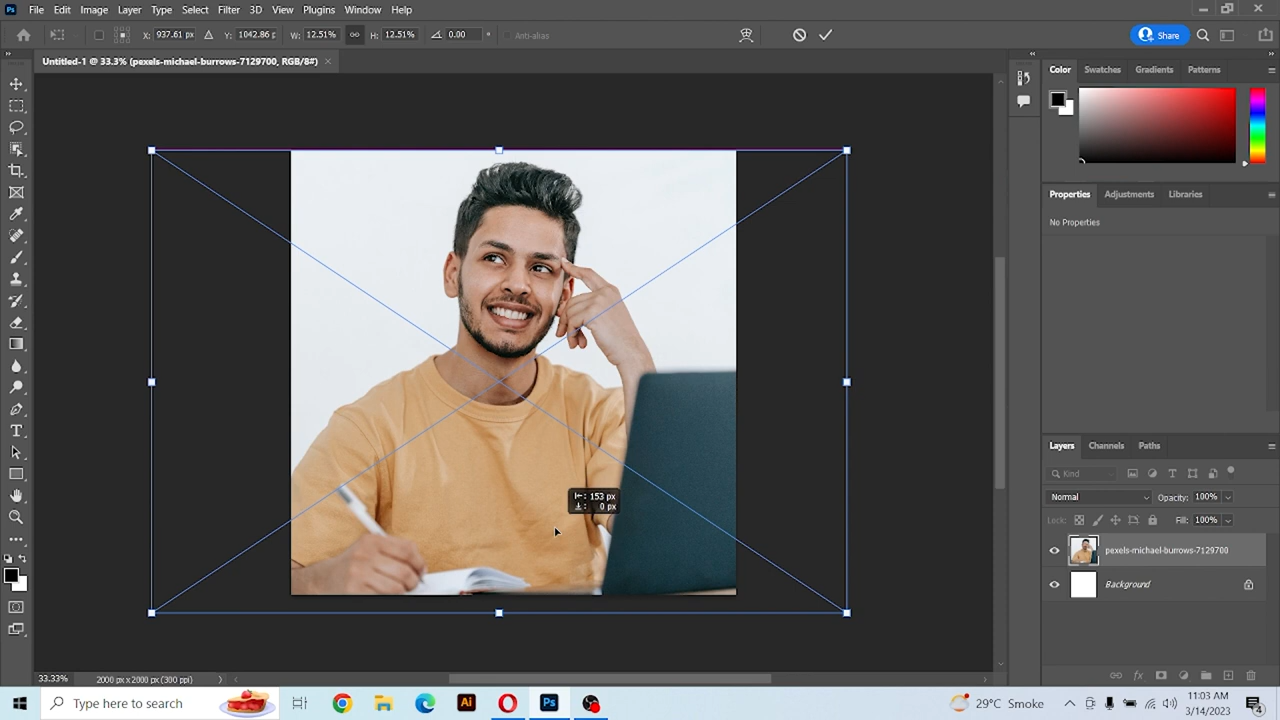 Ps File Edit Image Layer Type Select Filter 3D View Plugins Window Help
X: 937.61 px Y: 1042.86 p W: 12.51% H: 12.51% 0.00 ° Anti-alias Share
Untitled-1 @ 33.3% (pexels-michael-burrows-7129700, RGB/8#) ×
Color Swatches Gradients Patterns
Properties Adjustments Libraries
No Properties
Layers Channels Paths
Kind
Normal Opacity: 100%
Lock: Fill: 100%
pexels-michael-burrows-7129700
Background
153 px
0 px
33.33% 2000 px x 2000 px (300 ppi)
Type here to search
Ai Ps
29°C Smoke
11:03 AM
3/14/2023
4